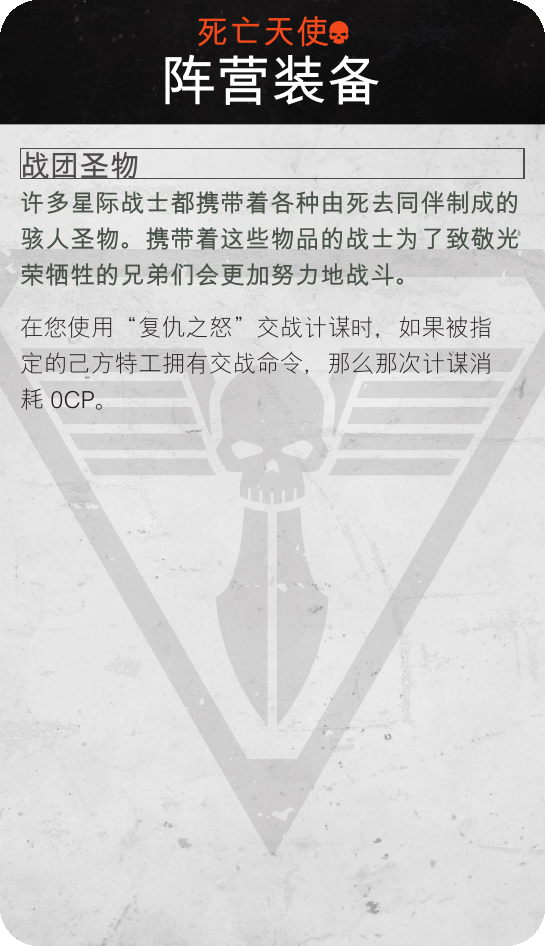 死亡天使
阵营装备
战团圣物
许多星际战士都携带着各种由死去同伴制成的
骇人圣物。携带着这些物品的战士为了致敬光
荣牺牲的兄弟们会更加努力地战斗。
在您使用“复仇之怒”交战计谋时，如果被指
定的己方特工拥有交战命令，那么那次计谋消
耗 0CP。